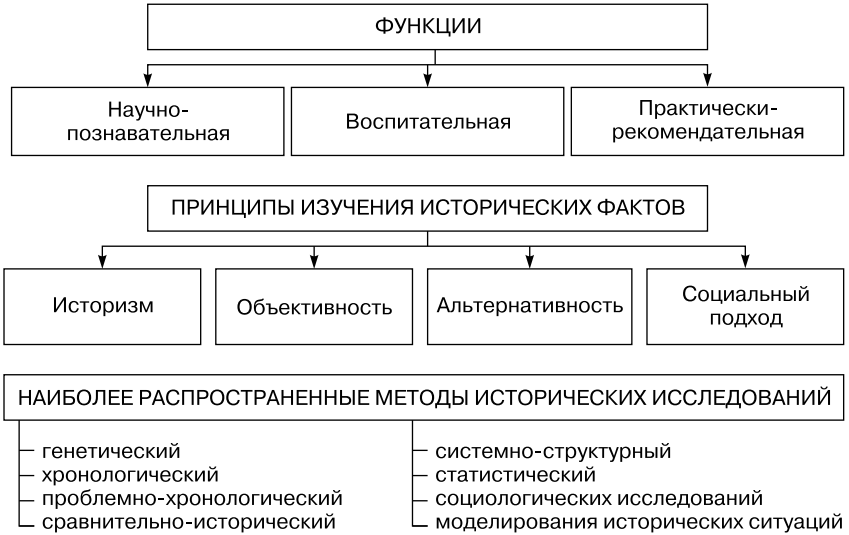 ФУНКЦИИ
Научно-
познавательная
Воспитательная
Практически-
рекомендательная
ПРИНЦИПЫ ИЗУЧЕНИЯ ИСТОРИЧЕСКИХ ФАКТОВ
Историзм
Объективность
Альтернативность
Социальный
подход
НАИБОЛЕЕ РАСПРОСТРАНЕННЫЕ МЕТОДЫ ИСТОРИЧЕСКИХ ИССЛЕДОВАНИЙ
генетический
хронологический
проблемно-хронологический
сравнительно-исторический
системно-структурный
статистический
социологических исследований
моделирования исторических ситуаций